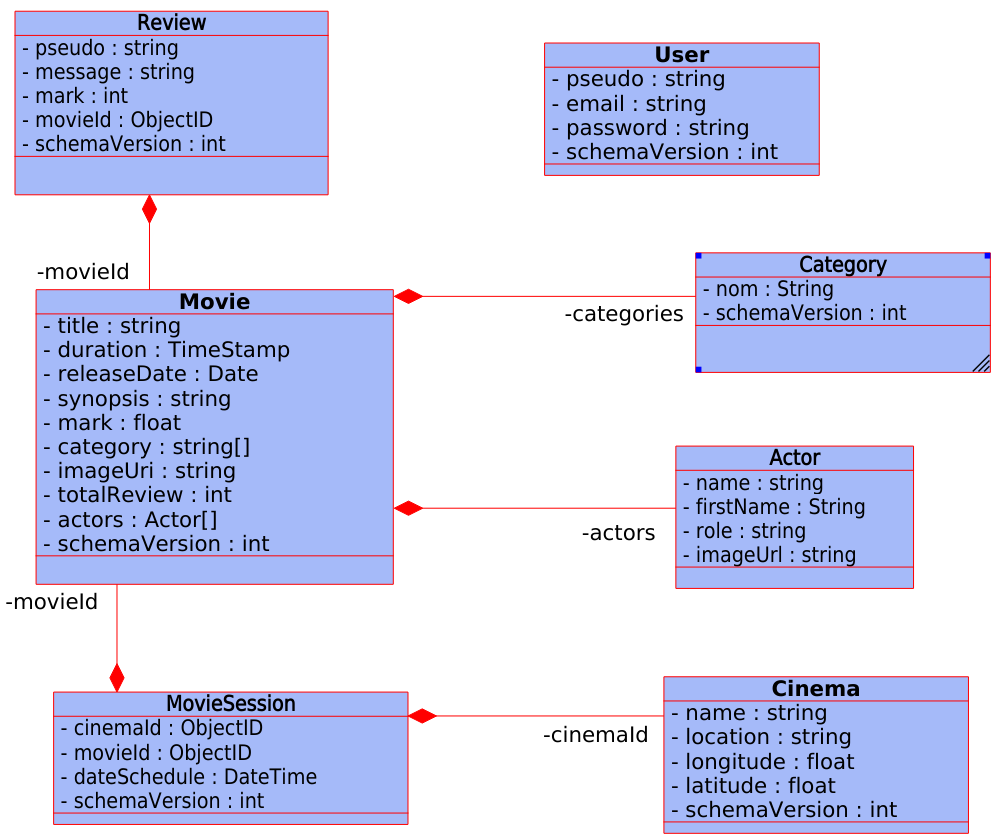 Review
- pseudo : string
- message : string
- mark : int
- movieId : ObjectID
- schemaVersion : int
User
- pseudo : string
- email : string
- password : string
- schemaVersion : int
-movieId
Category
- nom : String
- schemaVersion : int
-categories
Movie
- title : string
- duration : TimeStamp
- releaseDate : Date
- synopsis : string
- mark : float
- category : string[]
- imageUri : string
- totalReview : int
- actors : Actor[]
- schemaVersion : int
Actor
- name : string
- firstName : String
- role : string
- imageUrl : string
-actors
-movieId
MovieSession
- cinemaId : ObjectID
- movieId : ObjectID
- dateSchedule : DateTime
- schemaVersion : int
-cinemaId
Cinema
- name : string
- location : string
- longitude : float
- latitude : float
- schemaVersion : int